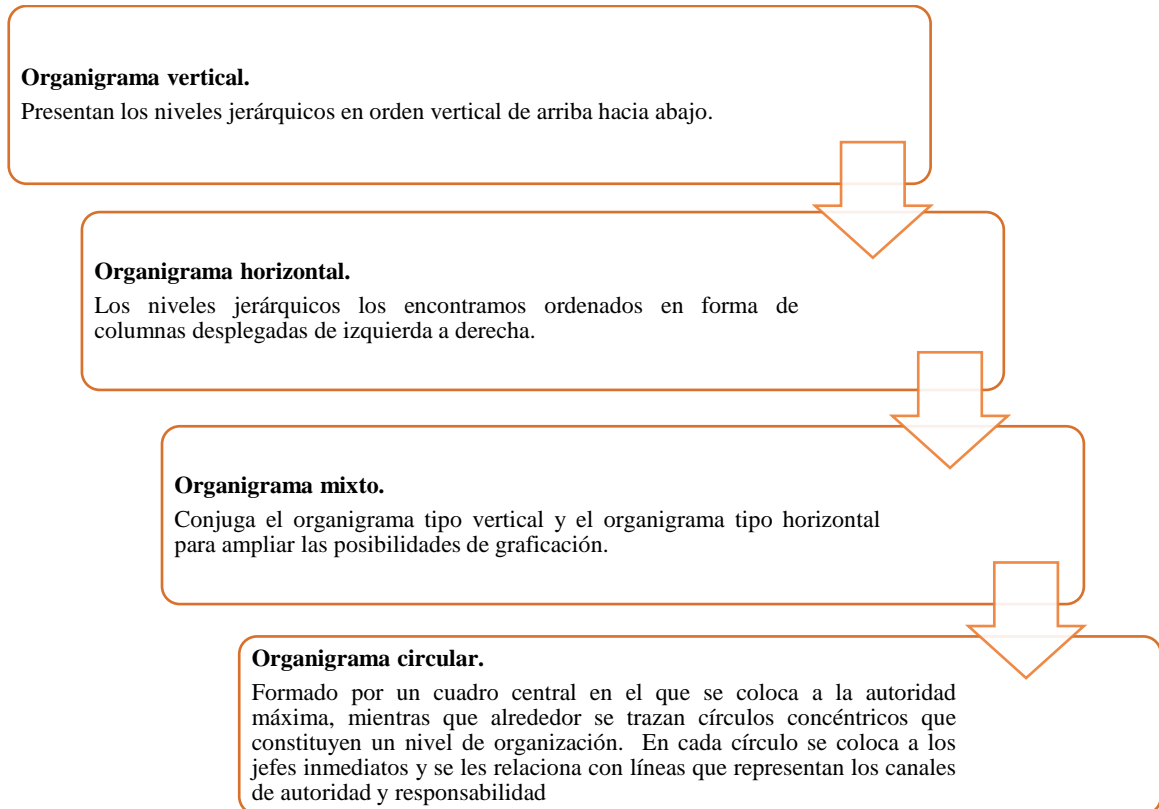 Organigrama vertical.
Presentan los niveles jerárquicos en orden vertical de arriba hacia abajo.
Organigrama horizontal.
Los niveles jerárquicos los encontramos ordenados en forma de
columnas desplegadas de izquierda a derecha.
Organigrama mixto.
Conjuga el organigrama tipo vertical y el organigrama tipo horizontal
para ampliar las posibilidades de graficación.
Organigrama circular.
Formado por un cuadro central en el que se coloca a la autoridad
máxima, mientras que alrededor se trazan círculos concéntricos que
constituyen un nivel de organización. En cada círculo se coloca a los
jefes inmediatos y se les relaciona con líneas que representan los canales
de autoridad y responsabilidad